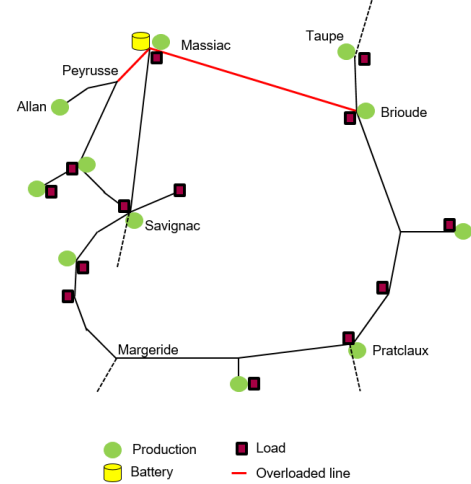 Taupe
Massiac
Peyrusse
Allan
Brioude
Savignac
Margeride
Pratclaux
Production
Load
Battery
Overloaded line